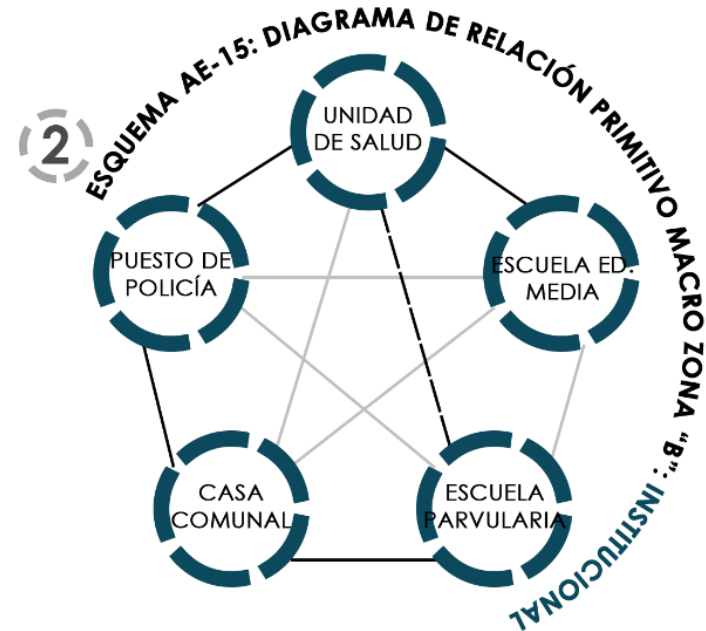 ESQUEMA AE-15: DIAGRAMA DE RELACIÓN PRIMITIVO MACRO ZONA "B": INSTITUCIONAL
2
UNIDAD
DE SALUD
PUESTO DE
POLICÍA
ESCUELA ED.
MEDIA
CASA
COMUNAL
ESCUELA
PARVULARIA